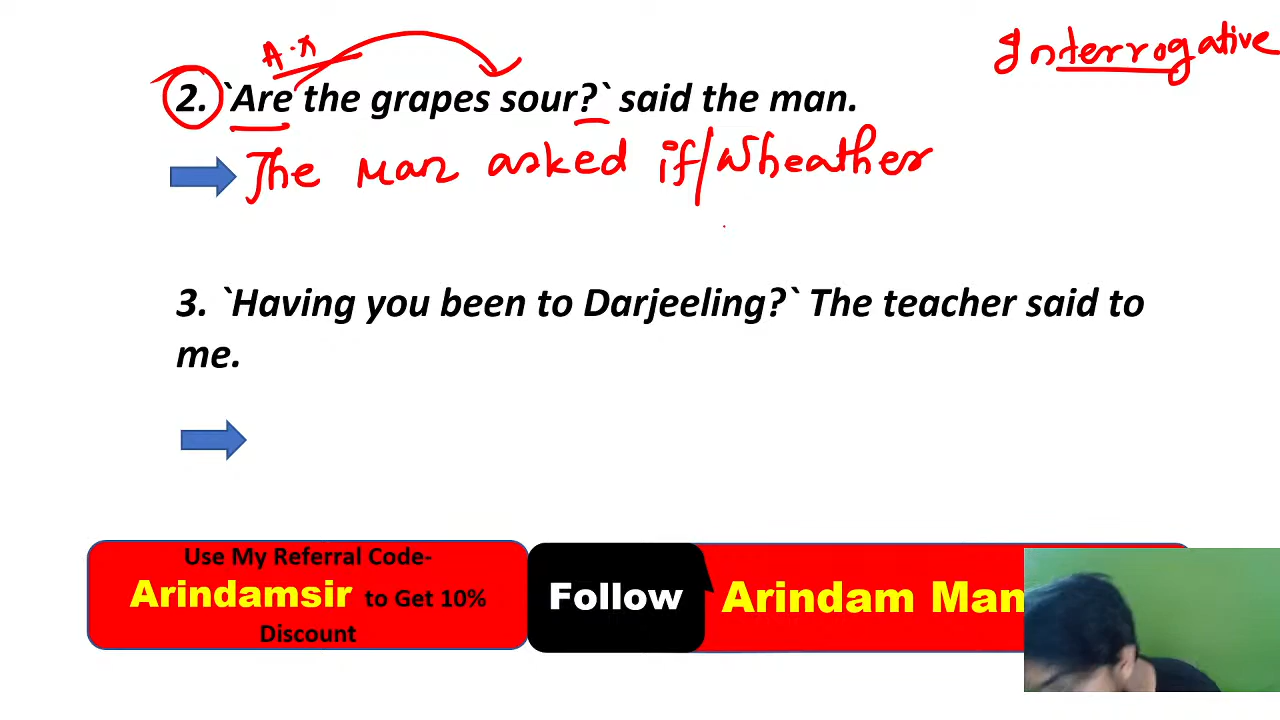 Interrogative
A.x
2. `Are the grapes sour?` said the man.
The Man asked if/Wheather
3. `Having you been to Darjeeling?` The teacher said to
me.
Use My Referral Code-
Arindamsir to Get 10%
Discount
Follow
Arindam Man